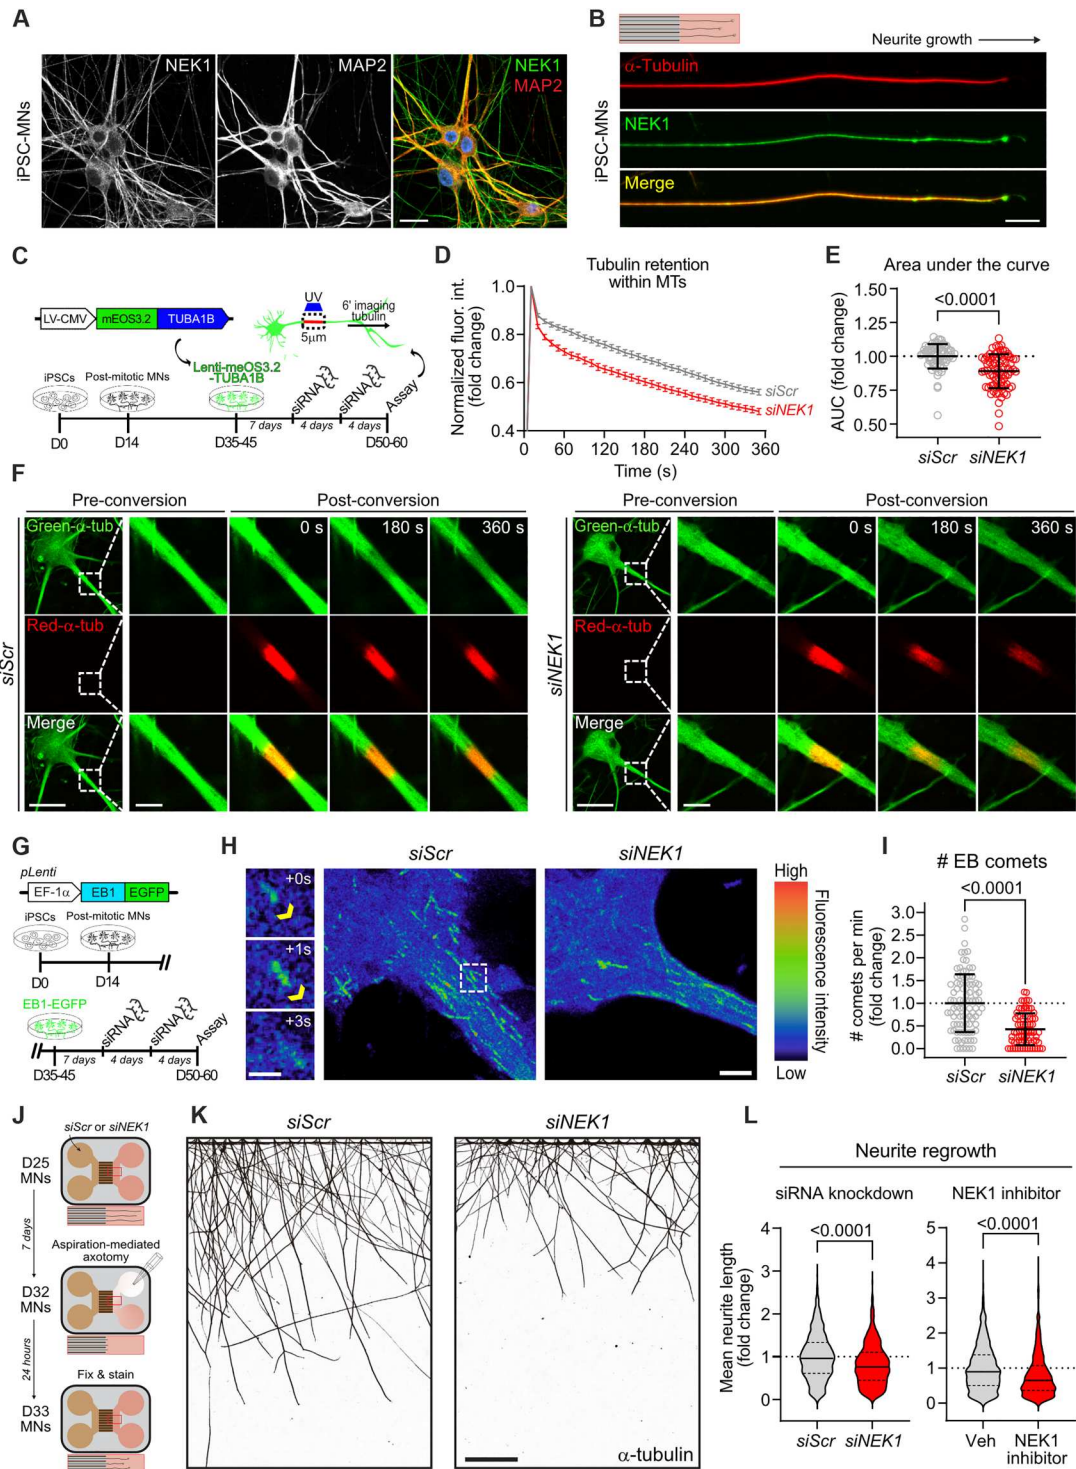 A
NEK1
MAP2
NEK1
MAP2
iPSC-MNs
B
Neurite growth
α-Tubulin
NEK1
Merge
iPSC-MNs
C
LV-CMV
mEOS3.2
TUBA1B
UV
5μm
6' imaging
tubulin
Lenti-meOS3.2
-TUBA1B
iPSCs
Post-mitotic MNs
siRNA
siRNA
Assay
7 days
4 days
4 days
D0
D14
D35-45
D50-60
D
Tubulin retention
within MTs
Normalized fluor. int.
(fold change)
1.0
0.8
0.6
0.4
siScr
siNEK1
0
60
120
180
240
300
360
Time (s)
E
Area under the curve
<0.0001
AUC (fold change)
1.50
1.25
1.00
0.75
0.50
siScr
siNEK1
F
Pre-conversion
Post-conversion
Green-α-tub
0 s
180 s
360 s
Red-α-tub
Merge
siScr
Pre-conversion
Post-conversion
Green-α-tub
0 s
180 s
360 s
Red-α-tub
Merge
siNEK1
G
pLenti
EF-1α
EB1
EGFP
iPSCs
Post-mitotic MNs
D0
D14
EB1-EGFP
siRNA
siRNA
Assay
7 days
4 days
4 days
D35-45
D50-60
H
siScr
siNEK1
+0s
+1s
+3s
High
Fluorescence intensity
Low
I
# EB comets
<0.0001
# comets per min
(fold change)
3.0
2.5
2.0
1.5
1.0
0.5
0.0
siScr
siNEK1
J
siScr or siNEK1
D25
MNs
7 days
Aspiration-mediated
axotomy
D32
MNs
24 hours
Fix & stain
D33
MNs
K
siScr
siNEK1
α-tubulin
L
Neurite regrowth
siRNA knockdown
NEK1 inhibitor
<0.0001
<0.0001
Mean neurite length
(fold change)
4
3
2
1
0
siScr
siNEK1
5
4
3
2
1
0
Veh
NEK1
inhibitor